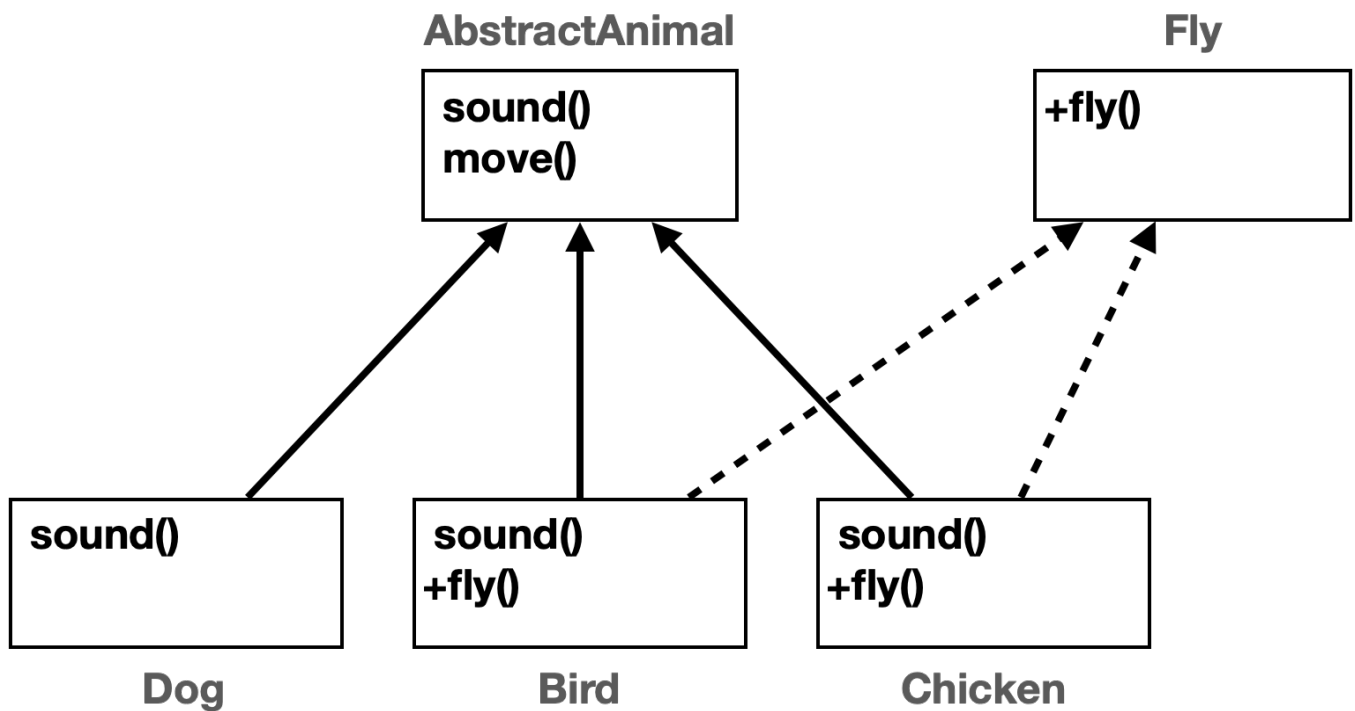 AbstractAnimal
Fly
sound()
move()
+fly()
sound()
sound()
+fly()
sound()
+fly()
Dog
Bird
Chicken